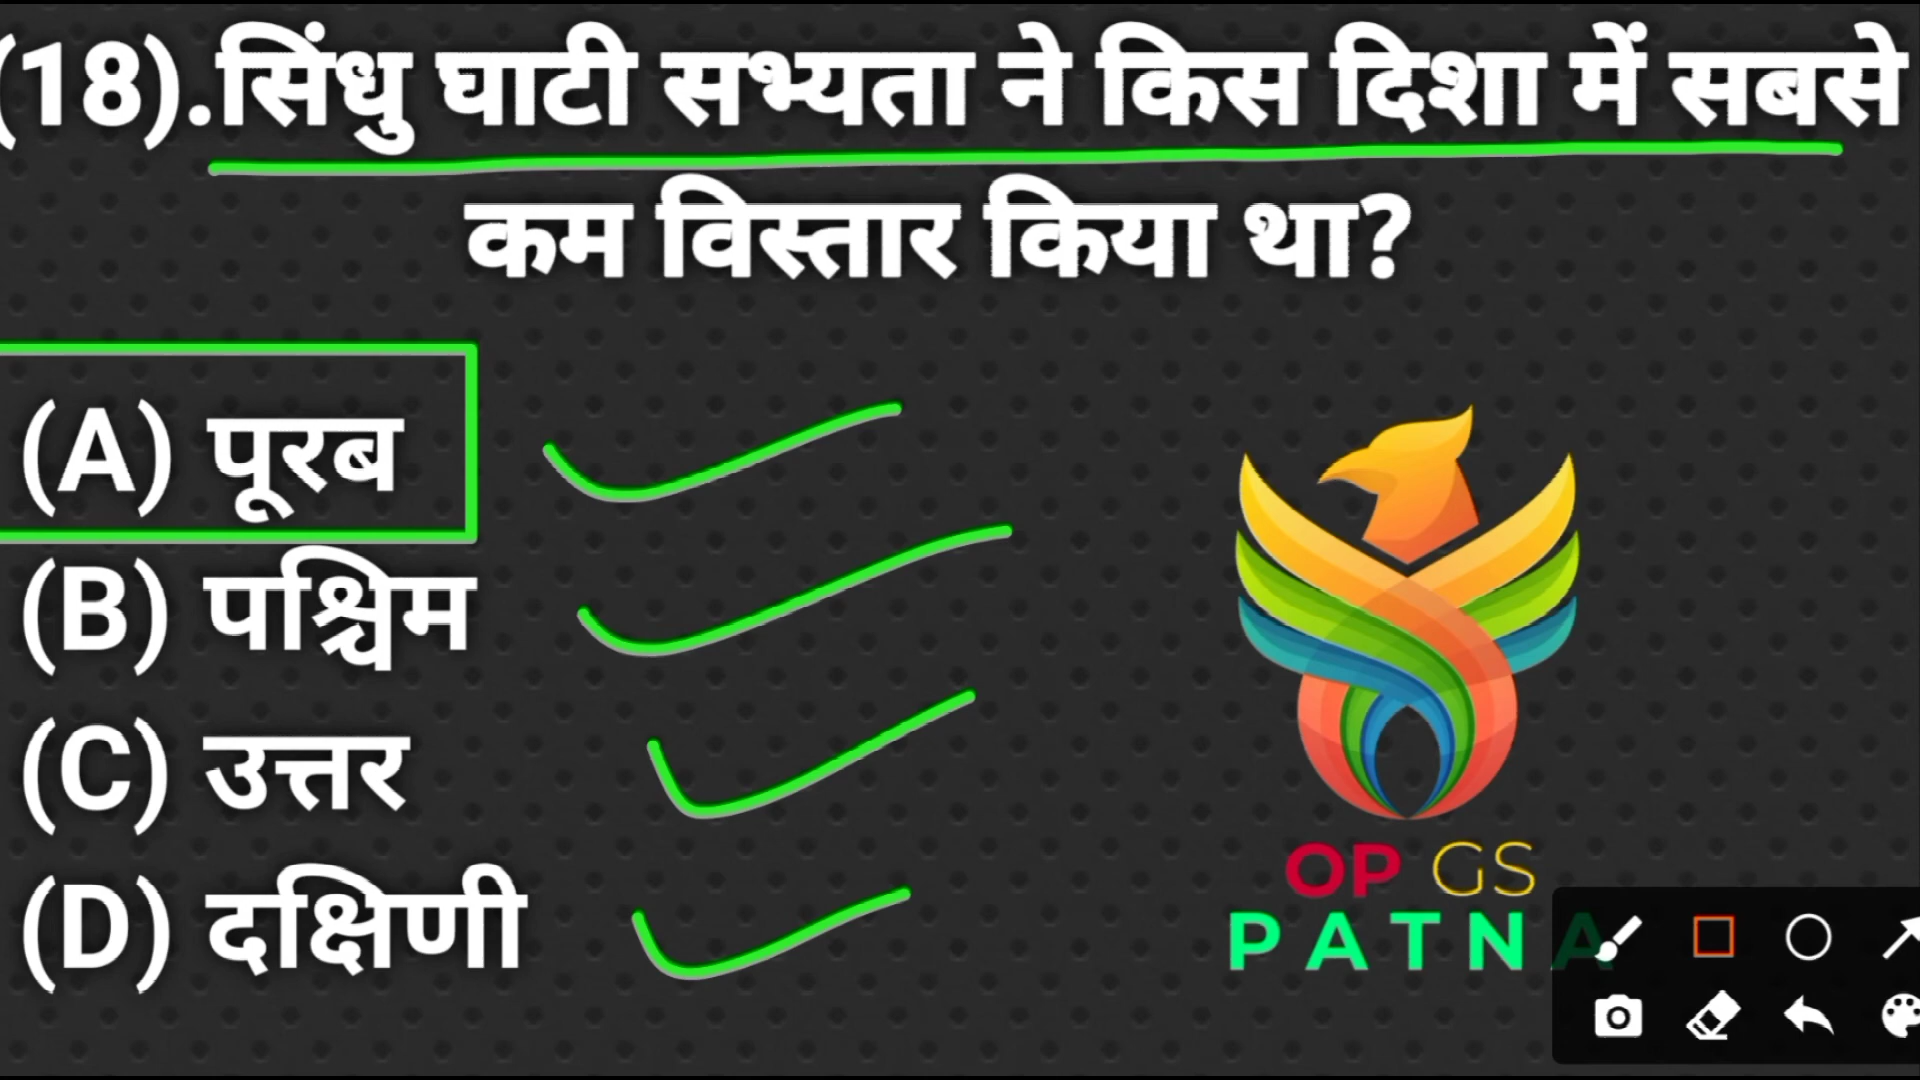 (18).सिंधु घाटी सभ्यता ने किस दिशा में सबसे
कम विस्तार किया था?
(A) पूरब
(B) पश्चिम
(C) उत्तर
(D) दक्षिणी
OP GS
PATNA